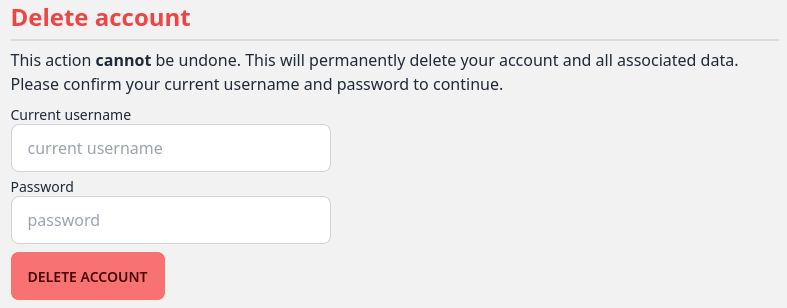 Delete account
This action cannot be undone. This will permanently delete your account and all associated data.
Please confirm your current username and password to continue.
Current username
current username
Password
password
DELETE ACCOUNT